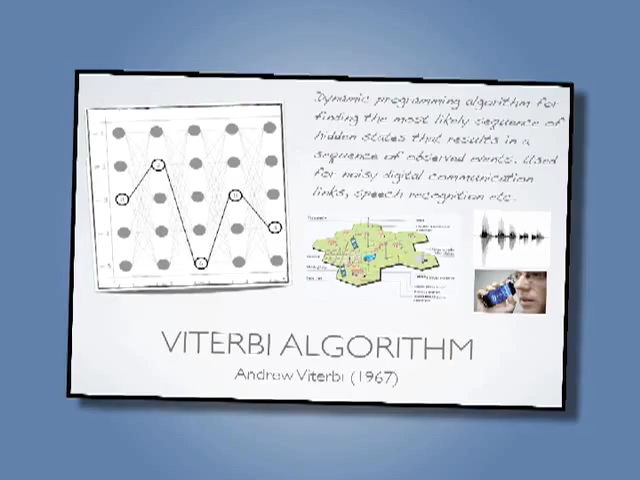 Dynamic programming algorithm for
finding the most likely sequence of
hidden states that results in a
sequence of observed events. Used
for noisy digital communication
links, speech recognition etc.
VITERBI ALGORITHM
Andrew Viterbi (1967)